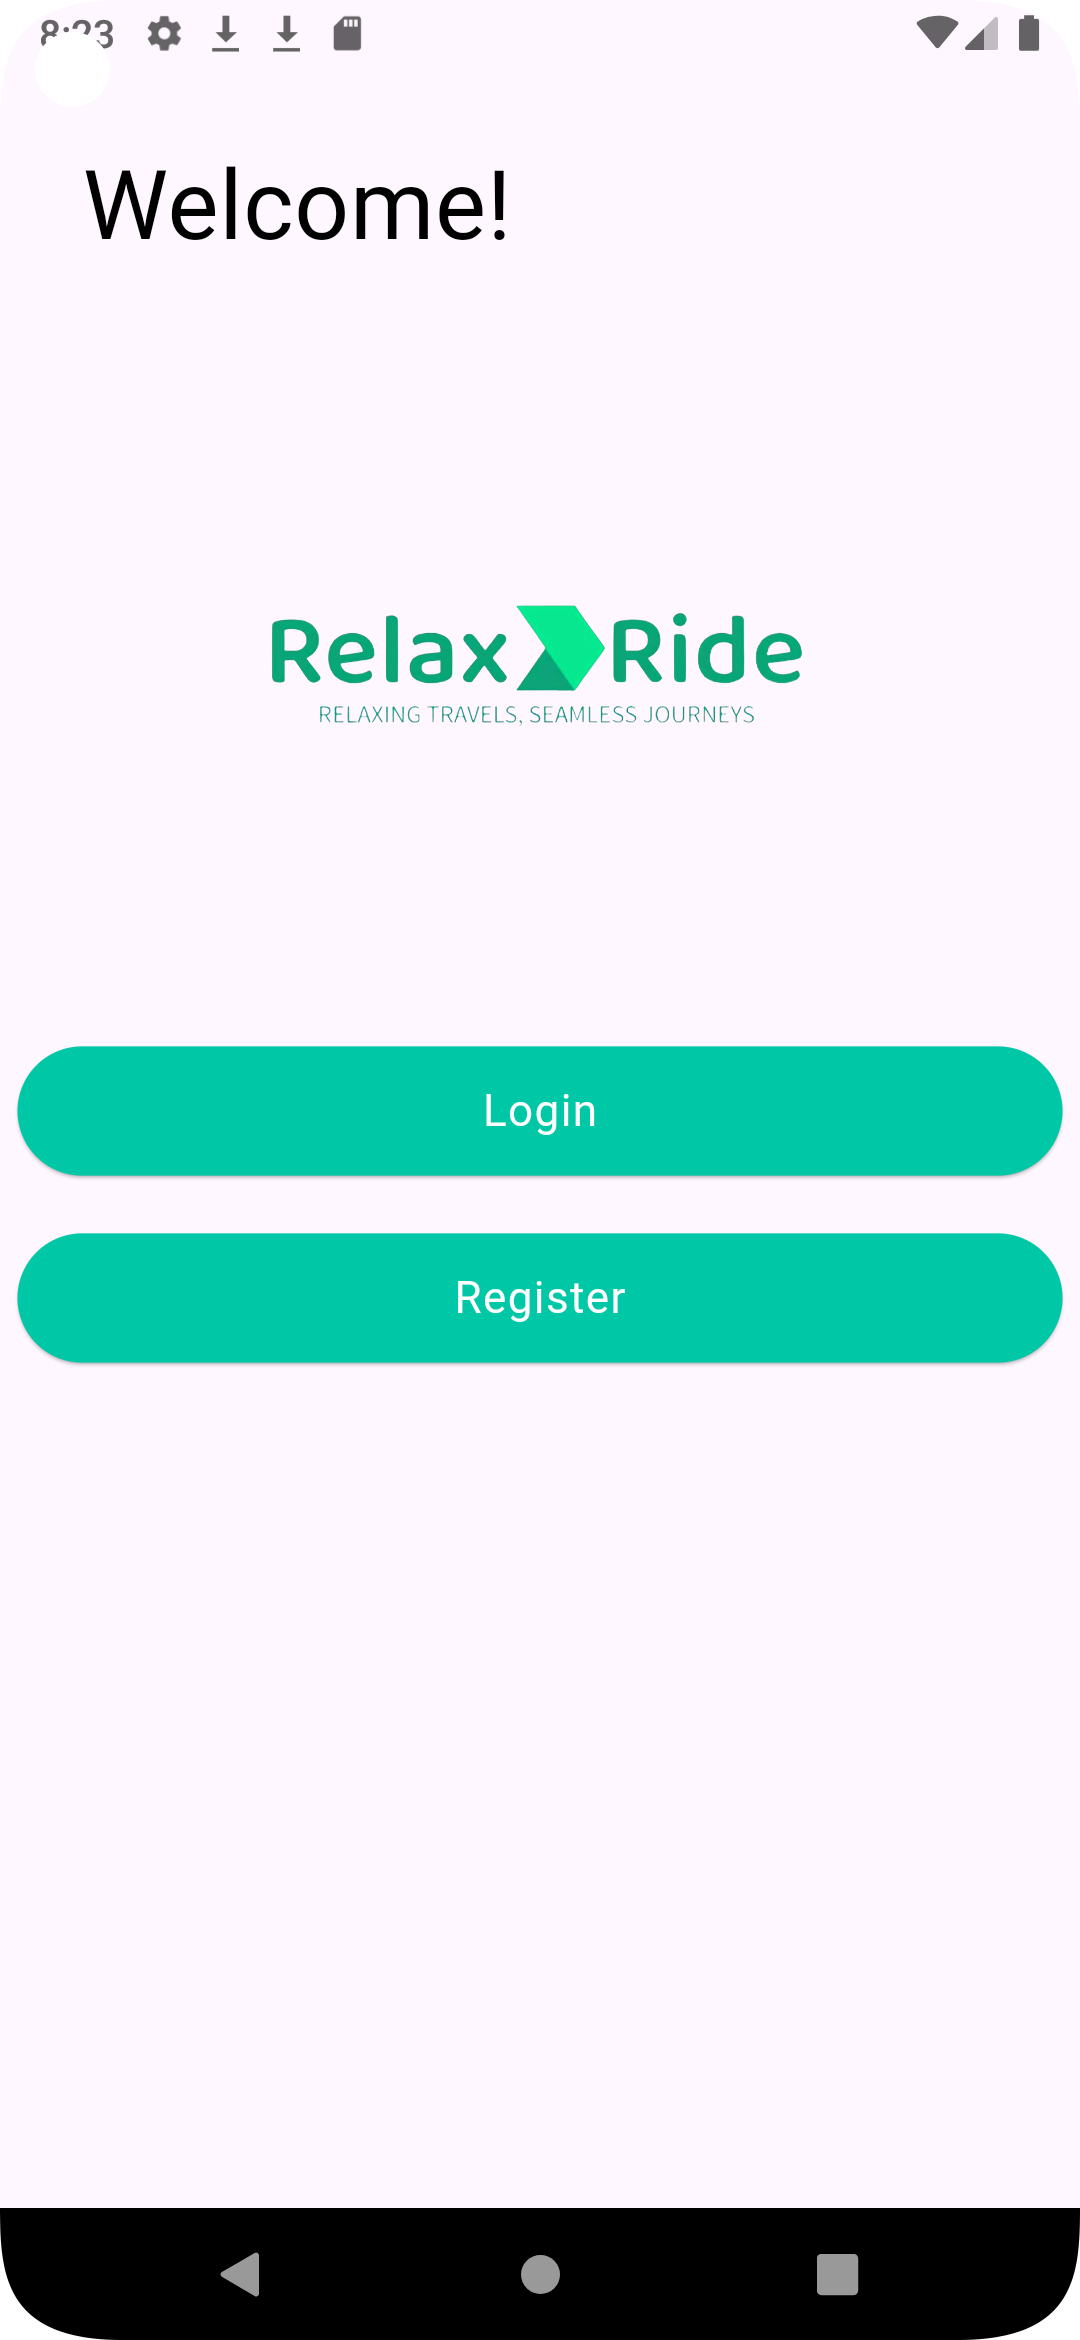 8:23
Welcome!
Relax Ride
RELAXING TRAVELS, SEAMLESS JOURNEYS
Login
Register